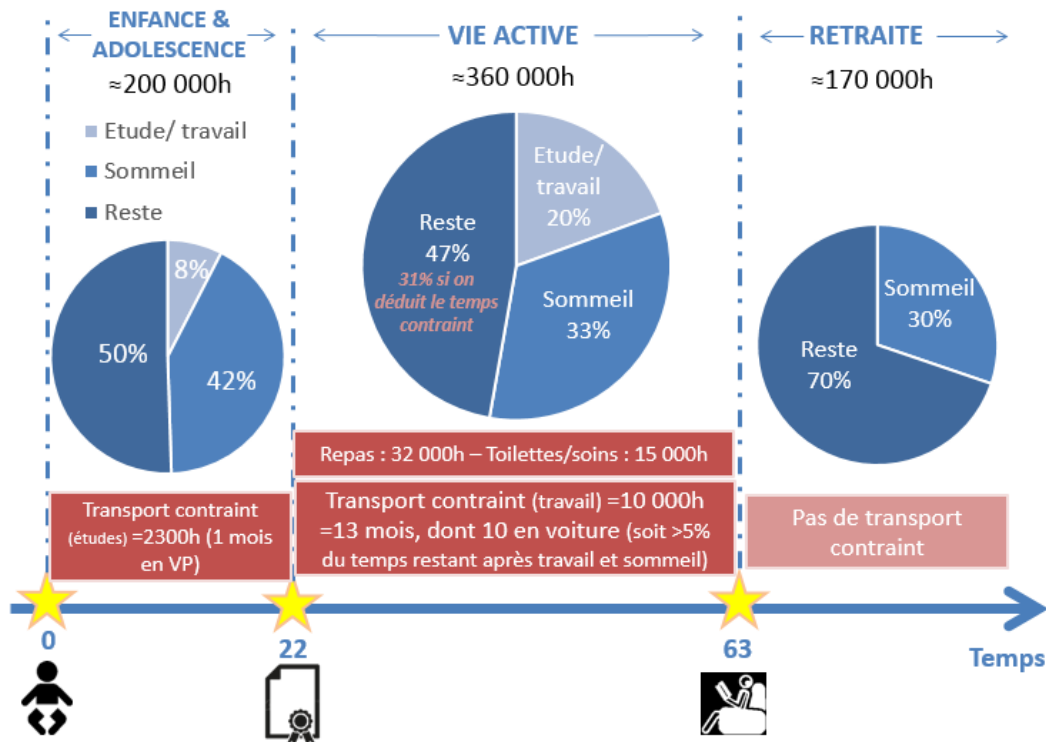 ENFANCE &
ADOLESCENCE
≈200 000h
Etude/ travail
Sommeil
Reste
8%
50%
42%
Transport contraint
(études) =2300h (1 mois
en VP)
VIE ACTIVE
≈360 000h
Etude/
travail
20%
Reste
47%
31% si on
déduit le temps
contraint
Sommeil
33%
Repas : 32 000h – Toilettes/soins : 15 000h
Transport contraint (travail) =10 000h
=13 mois, dont 10 en voiture (soit >5%
du temps restant après travail et sommeil)
RETRAITE
≈170 000h
Sommeil
30%
Reste
70%
Pas de transport
contraint
0
22
63
Temps